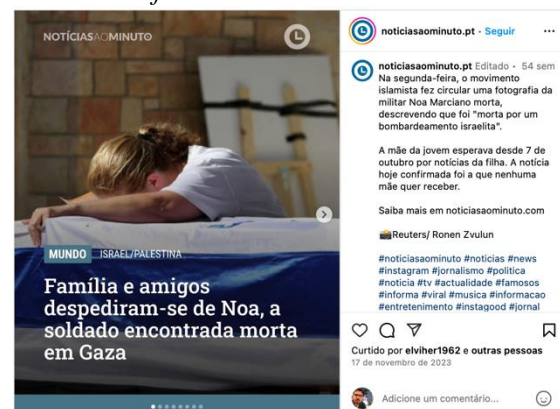 NOTÍCIASAOMINUTO
MUNDO ISRAEL/PALESTINA
Família e amigos
despediram-se de Noa, a
soldado encontrada morta
em Gaza
noticiasaominuto.pt • Seguir
noticiasaominuto.pt Editado • 54 sem
Na segunda-feira, o movimento
islamista fez circular uma fotografia da
militar Noa Marciano morta,
descrevendo que foi "morta por um
bombardeamento israelita".
A mãe da jovem esperava desde 7 de
outubro por notícias da filha. A notícia
hoje confirmada foi a que nenhuma
mãe quer receber.
Saiba mais em noticiasaominuto.com
📸Reuters/ Ronen Zvulun
#noticiasaominuto #noticias #news
#instagram #jornalismo #politica
#noticia #tv #actualidade #famosos
#informa #viral #musica #informacao
#entretenimento #instagood #jornal
Curtido por elviher1962 e outras pessoas
17 de novembro de 2023
Adicione um comentário...